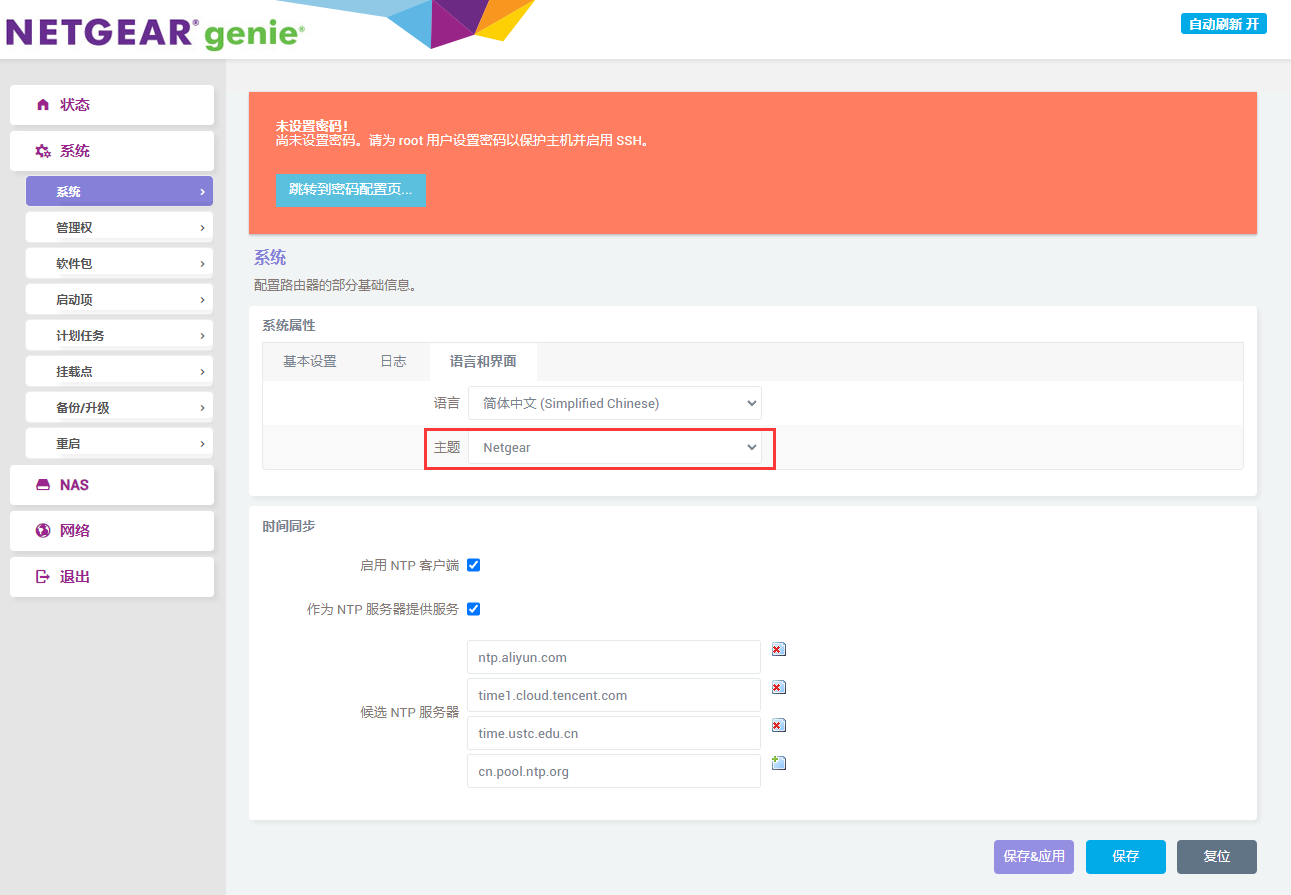 NETGEAR® genie®
自动刷新 开
状态
系统
系统 ›
管理权 ›
软件包 ›
启动项 ›
计划任务 ›
挂载点 ›
备份/升级 ›
重启 ›
NAS
网络
退出
未设置密码!
尚未设置密码。请为 root 用户设置密码以保护主机并启用 SSH。
跳转到密码配置页...
系统
配置路由器的部分基础信息。
系统属性
基本设置 日志 语言和界面
语言 简体中文 (Simplified Chinese)
主题 Netgear
时间同步
启用 NTP 客户端
作为 NTP 服务器提供服务
候选 NTP 服务器
ntp.aliyun.com
time1.cloud.tencent.com
time.ustc.edu.cn
cn.pool.ntp.org
保存&应用 保存 复位